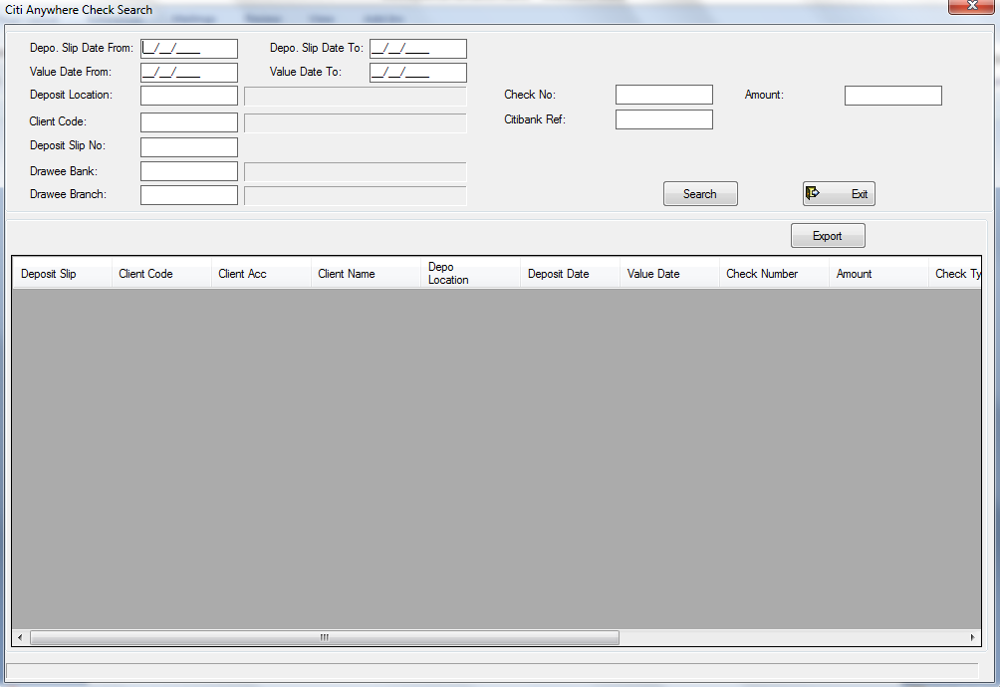 Citi Anywhere Check Search
Depo. Slip Date From: __/__/____ Depo. Slip Date To: __/__/____
Value Date From: __/__/____ Value Date To: __/__/____
Deposit Location: Check No: Amount:
Client Code: Citibank Ref:
Deposit Slip No:
Drawee Bank:
Drawee Branch: Search Exit
Export
Deposit Slip Client Code Client Acc Client Name Depo Location Deposit Date Value Date Check Number Amount Check Ty